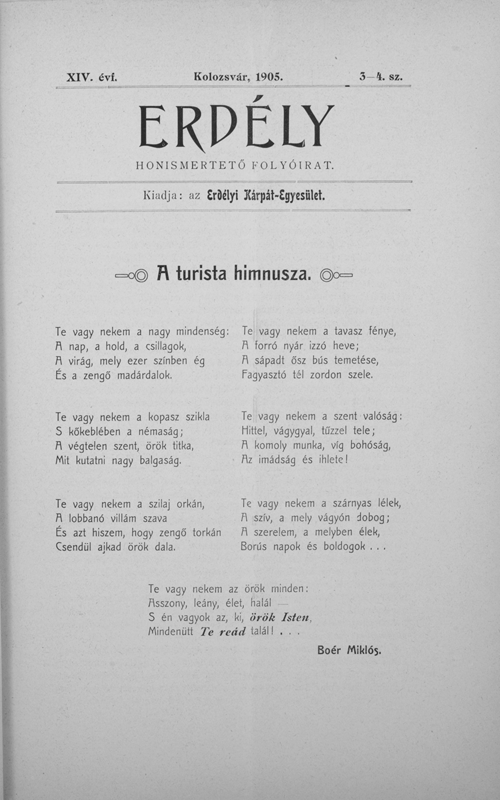 XIV. évf. Kolozsvár, 1905. 3—4. sz.
ERDÉLY
HONISMERTETŐ FOLYÓIRAT.
Kiadja: az Erdélyi Kárpát-Egyesület.
A turista himnusza.
Te vagy nekem a nagy mindenség:
A nap, a hold, a csillagok,
A virág, mely ezer színben ég
És a zengő madárdalok.
Te vagy nekem a kopasz szikla
S kőkeblében a némaság;
A végtelen szent, örök titka,
Mit kutatni nagy balgaság.
Te vagy nekem a szilaj orkán,
A lobbanó villám szava
És azt hiszem, hogy zengő torkán
Csendül ajkad örök dala.
Te vagy nekem a tavasz fénye,
A forró nyár izzó heve;
A sápadt ősz bús temetése,
Fagyasztó tél zordon szele.
Te vagy nekem a szent valóság:
Hittel, vágygyal, tűzzel tele;
A komoly munka, víg bohóság,
Az imádság és ihlete!
Te vagy nekem a szárnyas lélek,
A szív, a mely vágyón dobog;
A szerelem, a melyben élek,
Borús napok és boldogok . . .
Te vagy nekem az örök minden:
Asszony, leány, élet, halál —
S én vagyok az, ki, örök Isten,
Mindenütt Te reád talál! . . .
Boér Miklós.